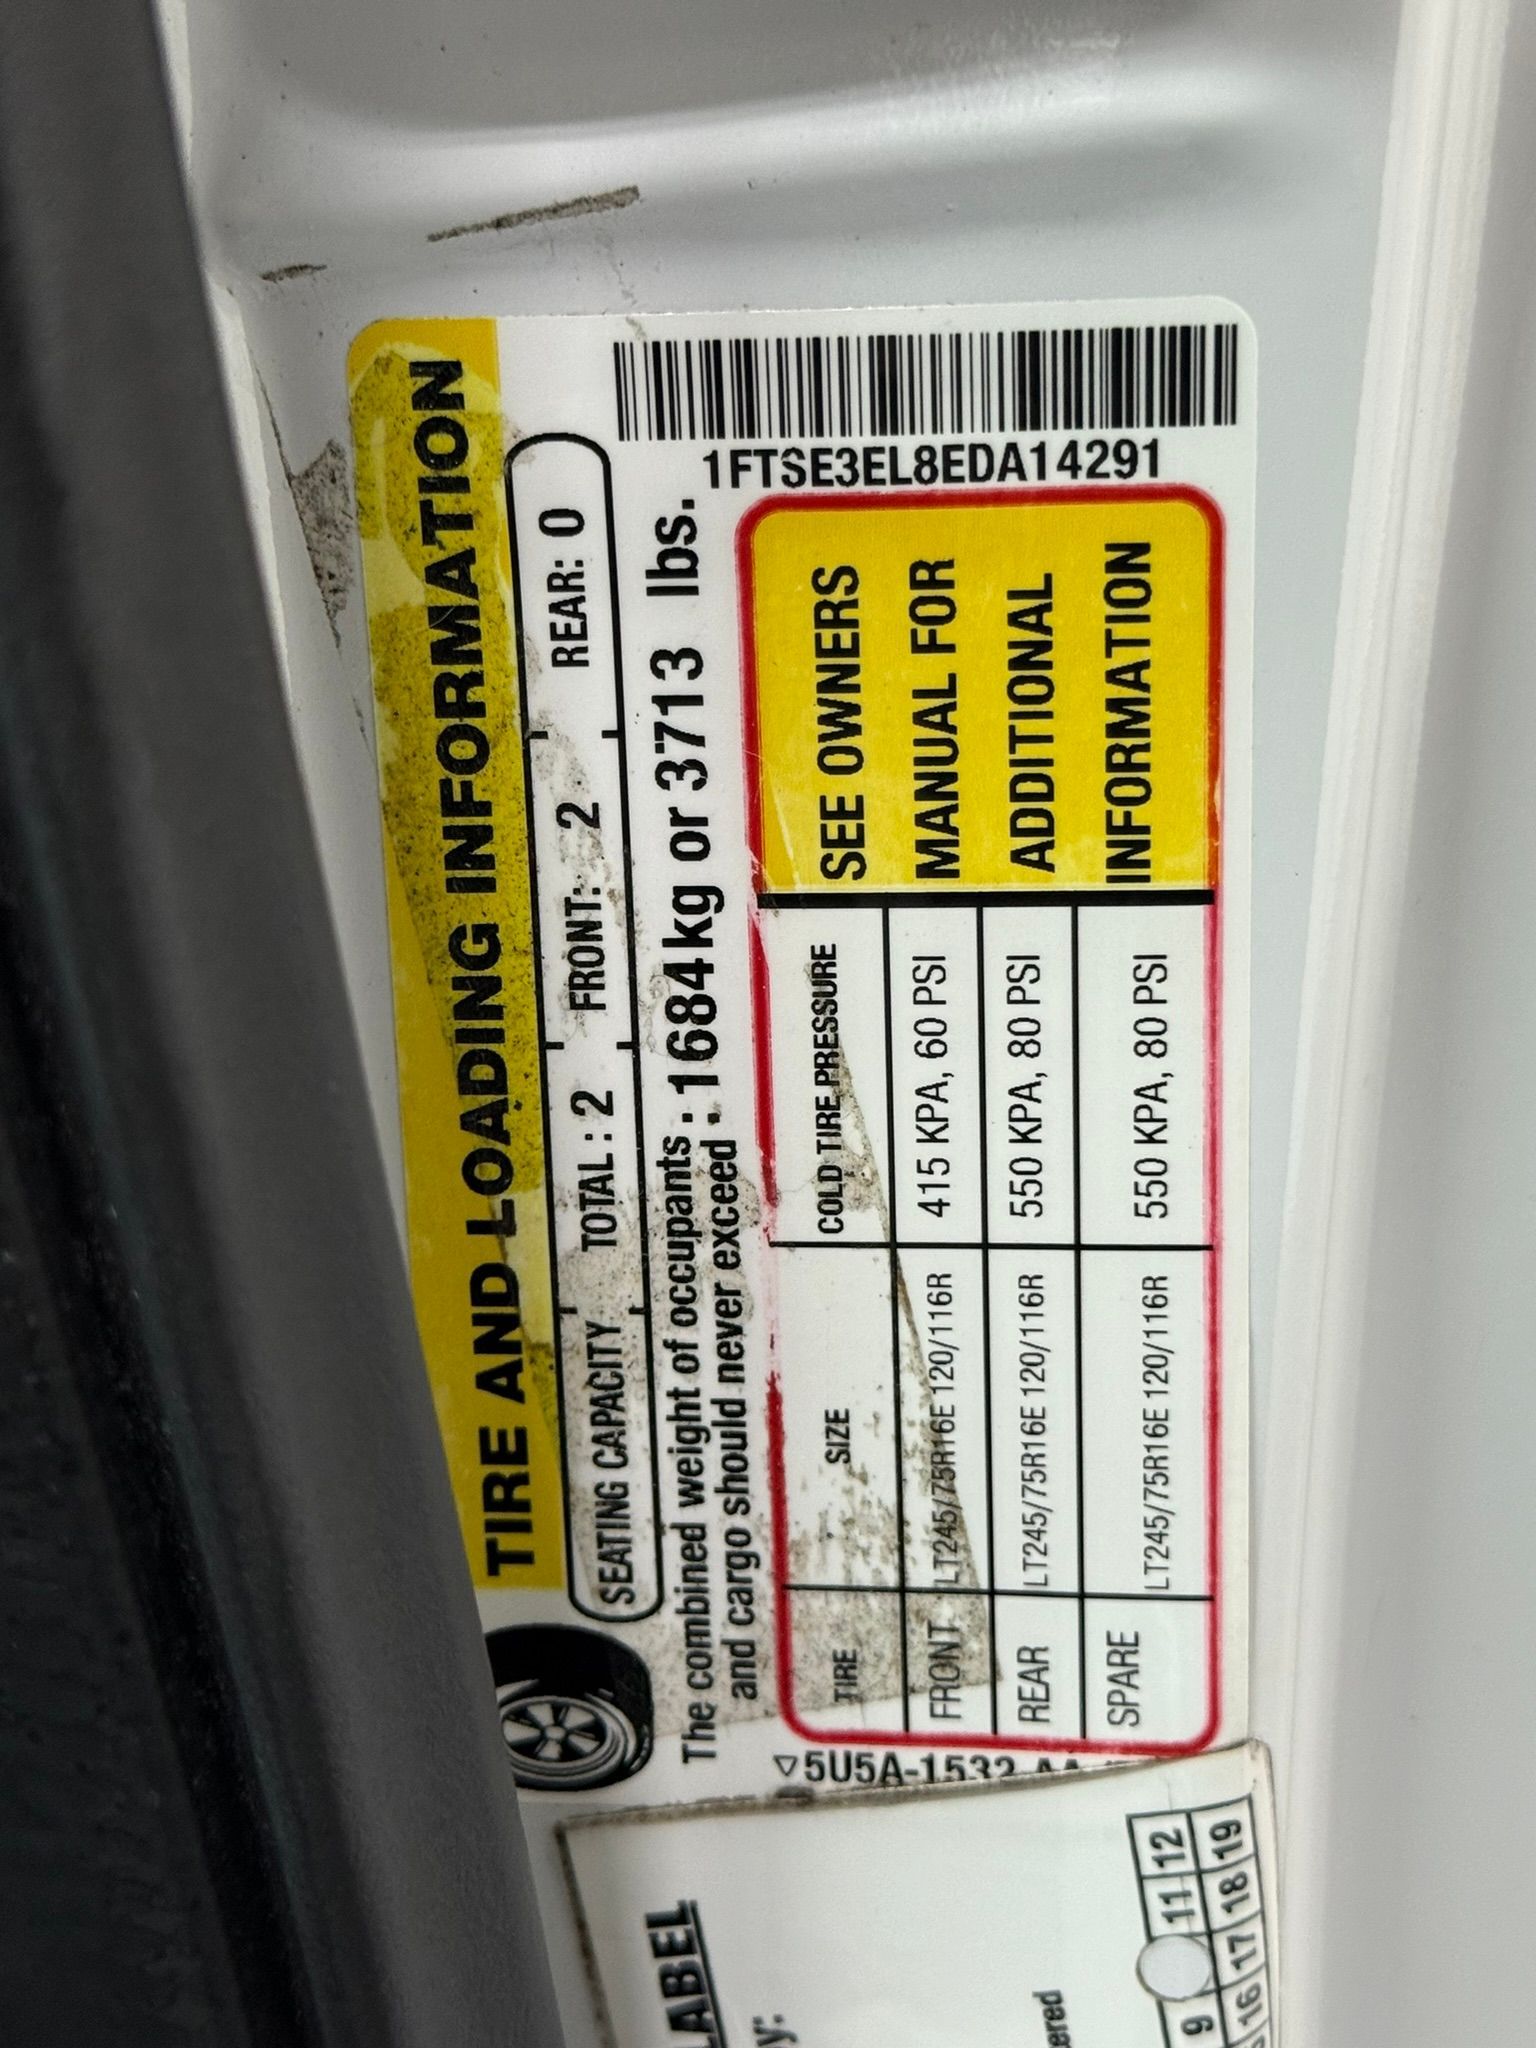 TIRE AND LOADING INFORMATION
SEATING CAPACITY TOTAL : 2 FRONT: 2 REAR: 0
The combined weight of occupants : 1684 kg or 3713 lbs.
and cargo should never exceed :
1FTSE3EL8EDA14291
TIRE SIZE COLD TIRE PRESSURE
FRONT LT245/75R16E 120/116R 415 KPA, 60 PSI
REAR LT245/75R16E 120/116R 550 KPA, 80 PSI
SPARE LT245/75R16E 120/116R 550 KPA, 80 PSI
SEE OWNERS
MANUAL FOR
ADDITIONAL
INFORMATION
5U5A-1532
9 11 12
16 17 18 19